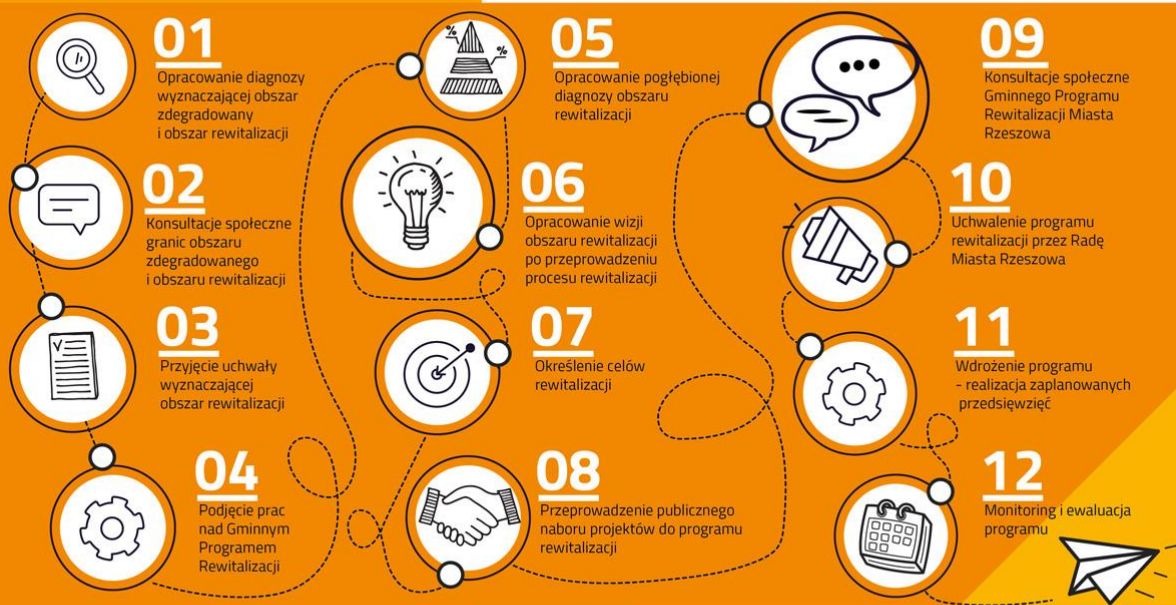 01
Opracowanie diagnozy
wyznaczającej obszar
zdegradowany
i obszar rewitalizacji
02
Konsultacje społeczne
granic obszaru
zdegradowanego
i obszaru rewitalizacji
03
Przyjęcie uchwały
wyznaczającej
obszar rewitalizacji
04
Podjęcie prac
nad Gminnym
Programem
Rewitalizacji
%
%
05
Opracowanie pogłębionej
diagnozy obszaru
rewitalizacji
06
Opracowanie wizji
obszaru rewitalizacji
po przeprowadzeniu
procesu rewitalizacji
07
Określenie celów
rewitalizacji
08
Przeprowadzenie publicznego
naboru projektów do programu
rewitalizacji
09
Konsultacje społeczne
Gminnego Programu
Rewitalizacji Miasta
Rzeszowa
10
Uchwalenie programu
rewitalizacji przez Radę
Miasta Rzeszowa
11
Wdrożenie programu
- realizacja zaplanowanych
przedsięwzięć
12
Monitoring i ewaluacja
programu